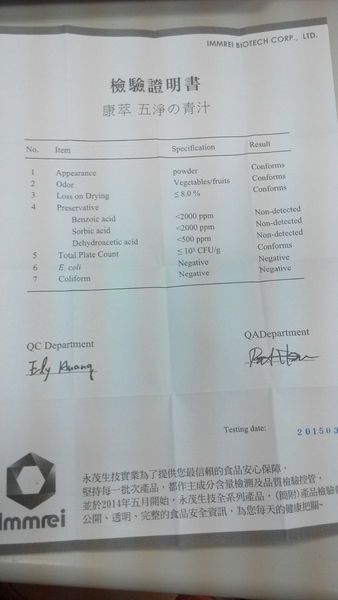 IMMREI BIOTECH CORP., LTD.
檢驗證明書
康萃 五淨の青汁
No. Item Specification Result
1 Appearance powder Conforms
2 Odor Vegetables/fruits Conforms
3 Loss on Drying ≤8.0 % Conforms
4 Preservative
Benzoic acid <2000 ppm Non-detected
Sorbic acid <2000 ppm Non-detected
Dehydroacetic acid <500 ppm Non-detected
5 Total Plate Count CFU/g Conforms
6 E. coli Negative Negative
7 Coliform Negative Negative
QC Department QADepartment
Testing date: 201503
永茂生技實業為了提供您最信賴的食品安心保障，
堅持每一批次產品，都作主成分含量檢測及品質檢驗控管，
並於2014年五月開始，永茂生技全系列產品，(簡附)產品檢驗
公開、透明、完整的食品安全資訊，為您每天的健康把關~
immrei